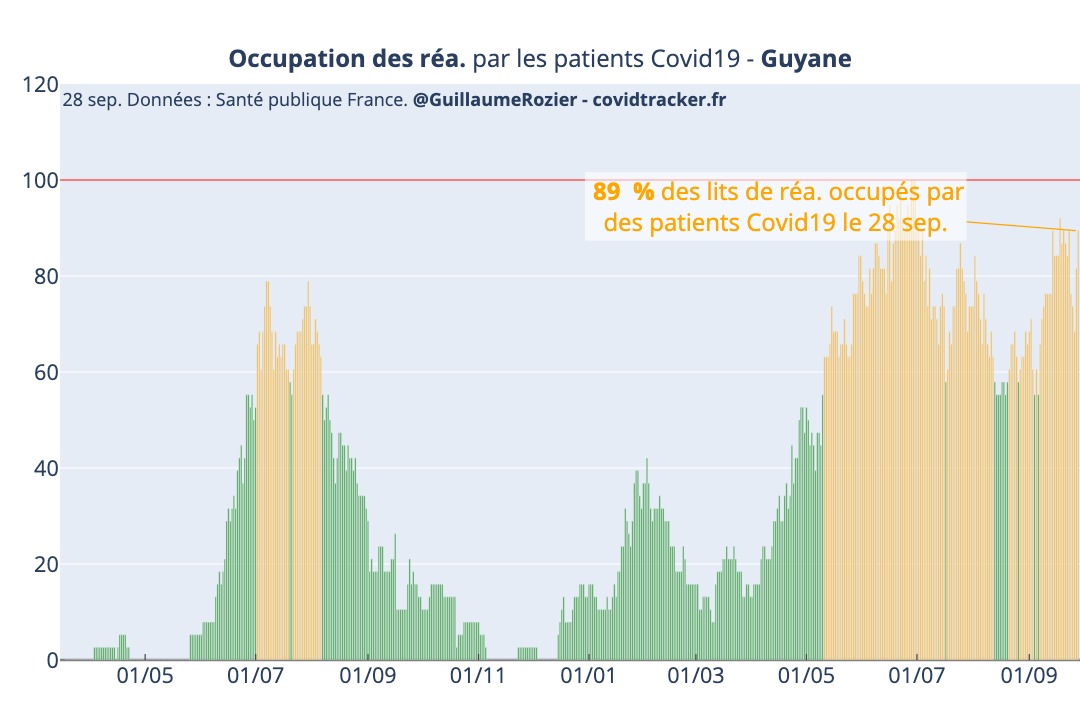 Occupation des réa. par les patients Covid19 - Guyane
120
28 sep. Données : Santé publique France. @GuillaumeRozier - covidtracker.fr
100
89 % des lits de réa. occupés par
des patients Covid19 le 28 sep.
80
60
40
20
0
01/05 01/07 01/09 01/11 01/01 01/03 01/05 01/07 01/09